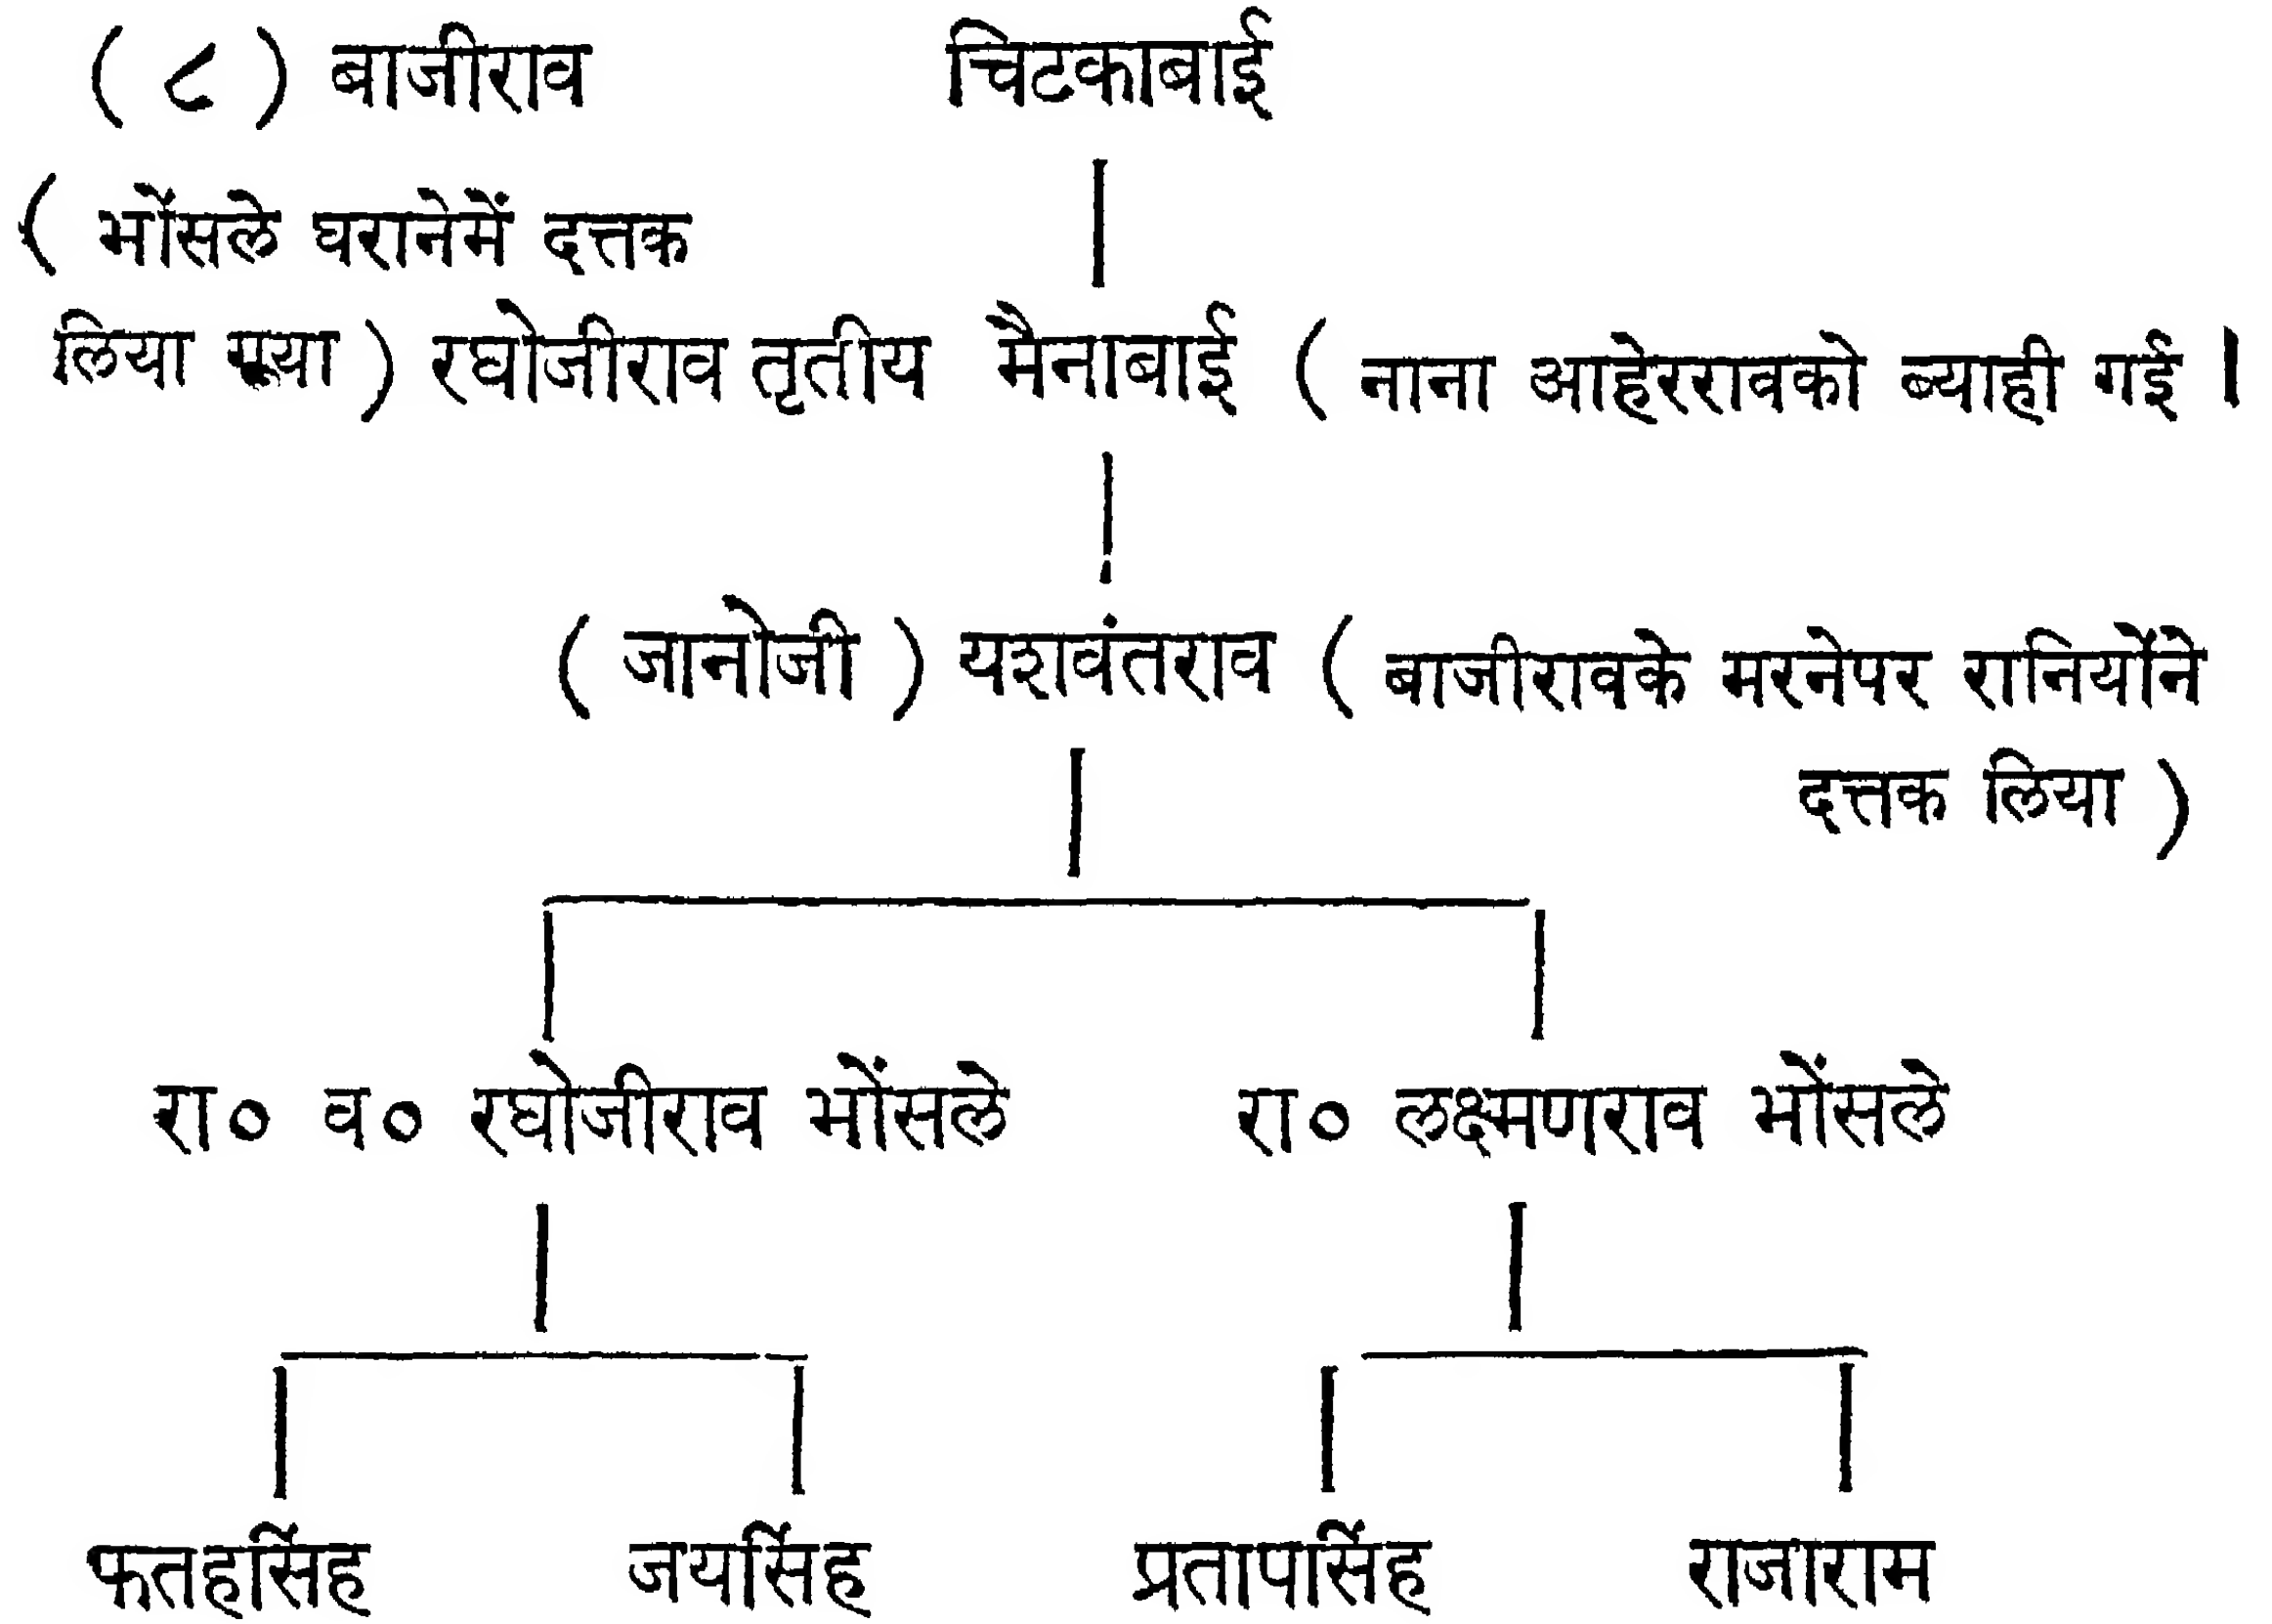 ( ८ ) बाजीराव चिटकाबाई
( भोंसले घरानेमें दत्तक
लिया गया ) रघोजीराव तृतीय मैनाबाई ( नाना आहेररावको ब्याही गई |
( जानोजी ) यशवंतराव ( बाजीरावके मरनेपर रानियोंने
दत्तक लिया )
रा० व० रघोजीराव भोंसले रा० लक्ष्मणराव भोंसले
फतहसिंह जयसिंह प्रतापसिंह राजाराम